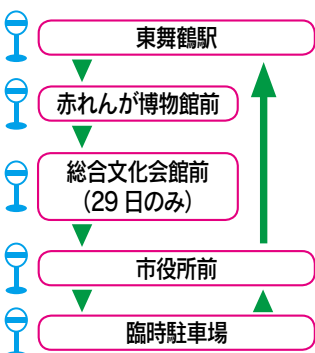 東舞鶴駅
赤れんが博物館前
総合文化会館前
(29日のみ)
市役所前
臨時駐車場